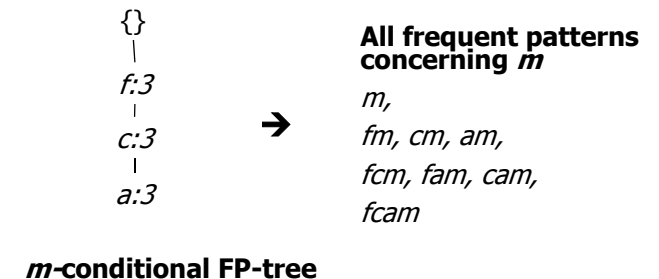 {}
f:3
c:3
a:3
m-conditional FP-tree
➔
All frequent patterns
concerning m
m,
fm, cm, am,
fcm, fam, cam,
fcam